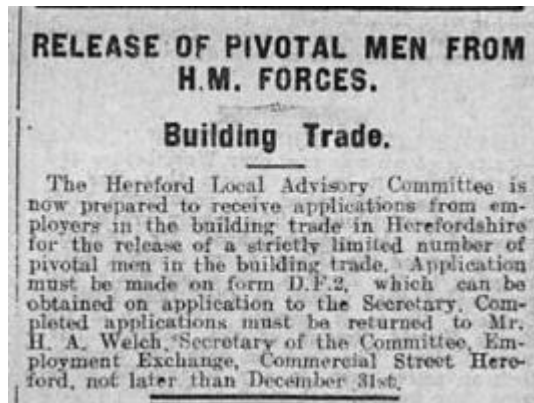 RELEASE OF PIVOTAL MEN FROM
H.M. FORCES.
Building Trade.
The Hereford Local Advisory Committee is
now prepared to receive applications from em-
ployers in the building trade in Herefordshire
for the release of a strictly limited number of
pivotal men in the building trade. Application
must be made on form D.F.2, which can be
obtained on application to the Secretary. Com-
pleted applications must be returned to Mr.
H. A. Welch, Secretary of the Committee, Em-
ployment Exchange, Commercial Street Here-
ford, not later than December 31st.